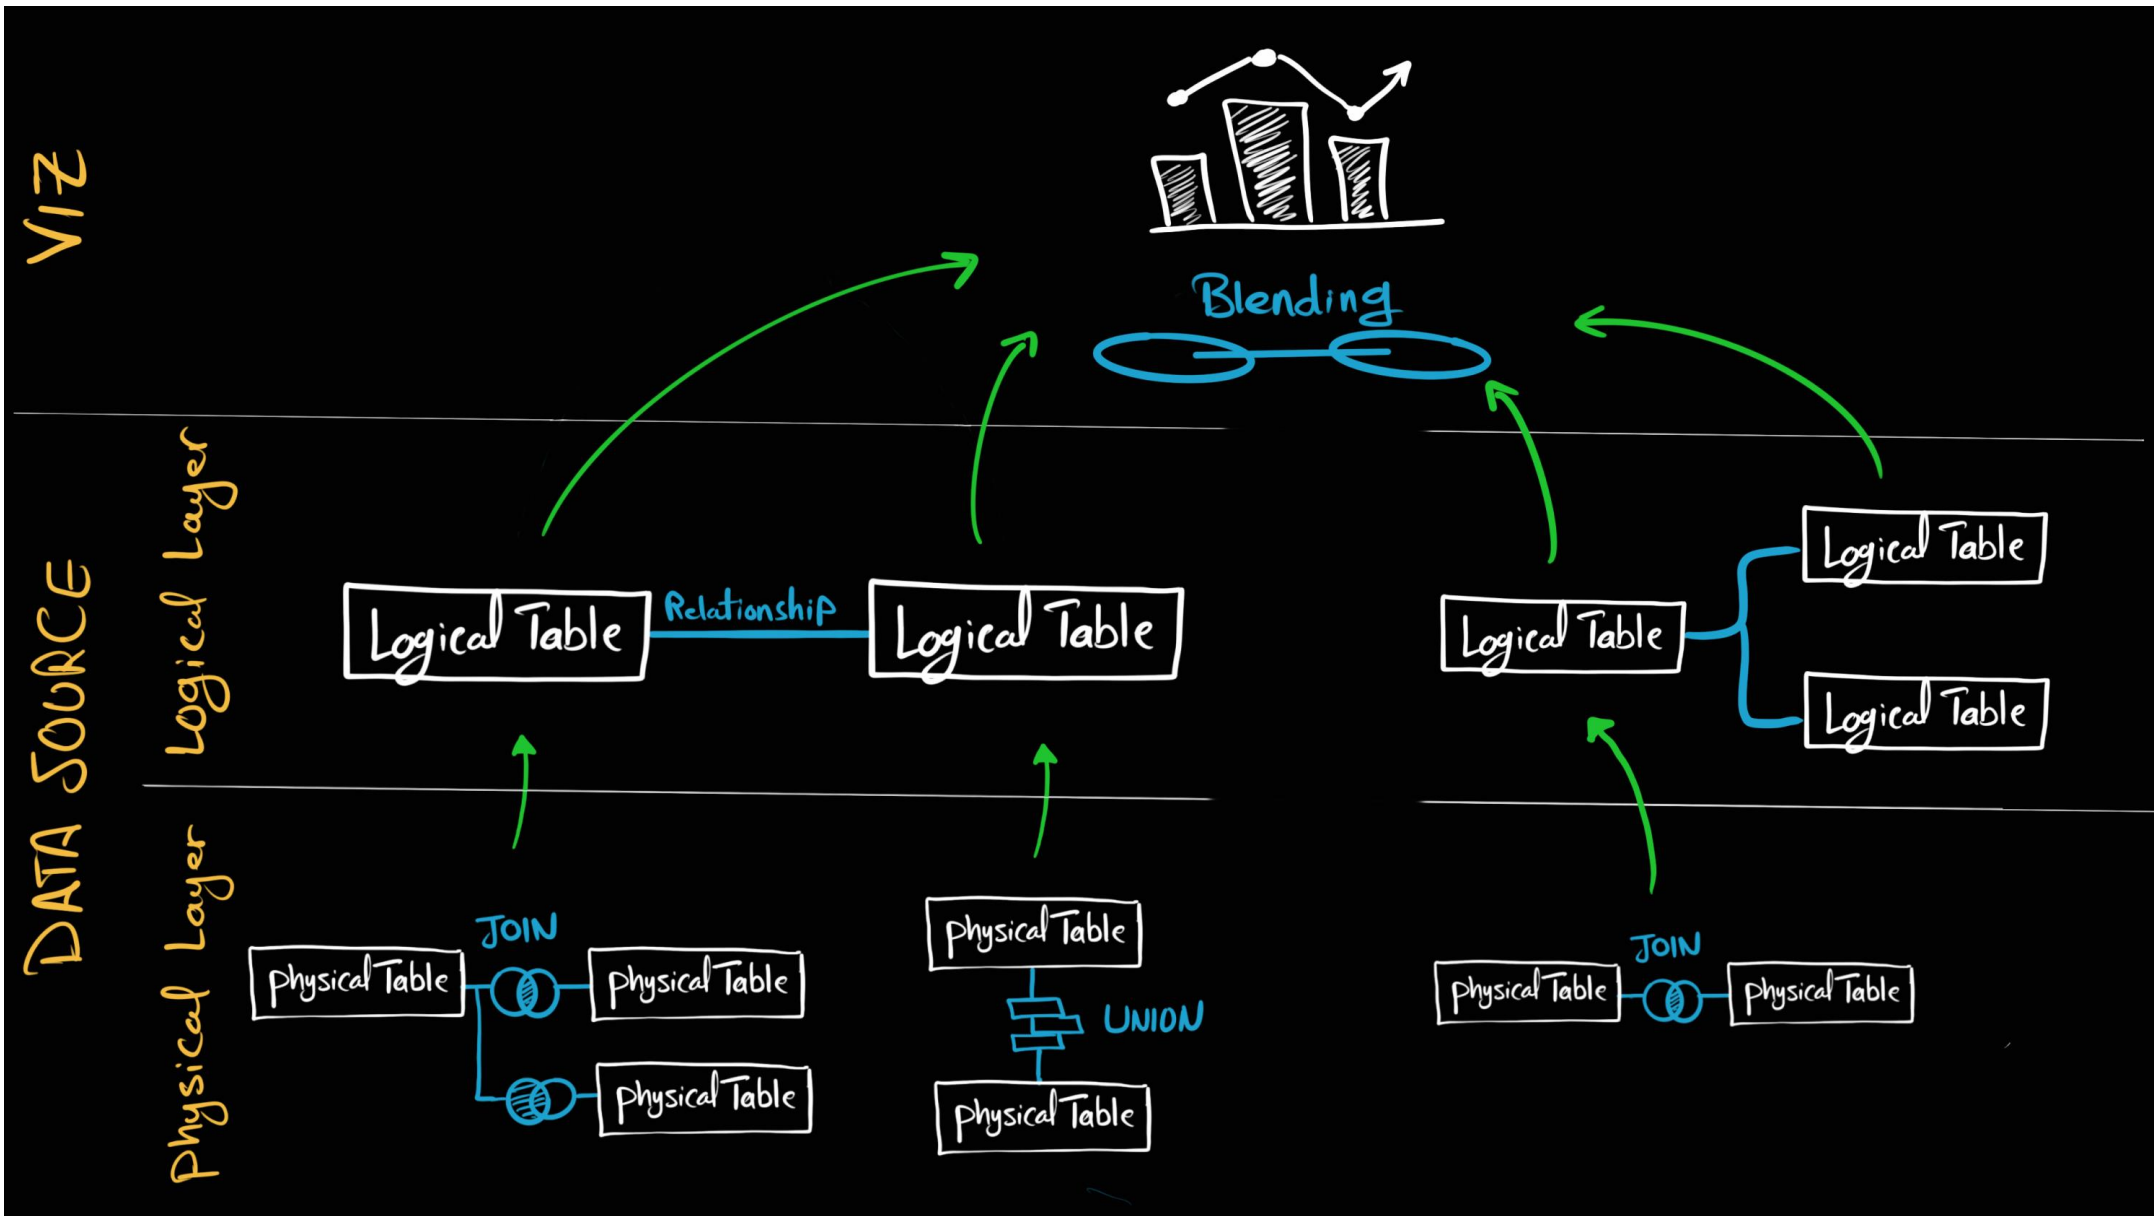 VIZ
Blending
DATA SOURCE
Logical Layer
Logical Table
Relationship
Logical Table
Logical Table
Logical Table
Logical Table
Physical Layer
JOIN
Physical Table
Physical Table
Physical Table
Physical Table
UNION
Physical Table
JOIN
Physical Table
Physical Table